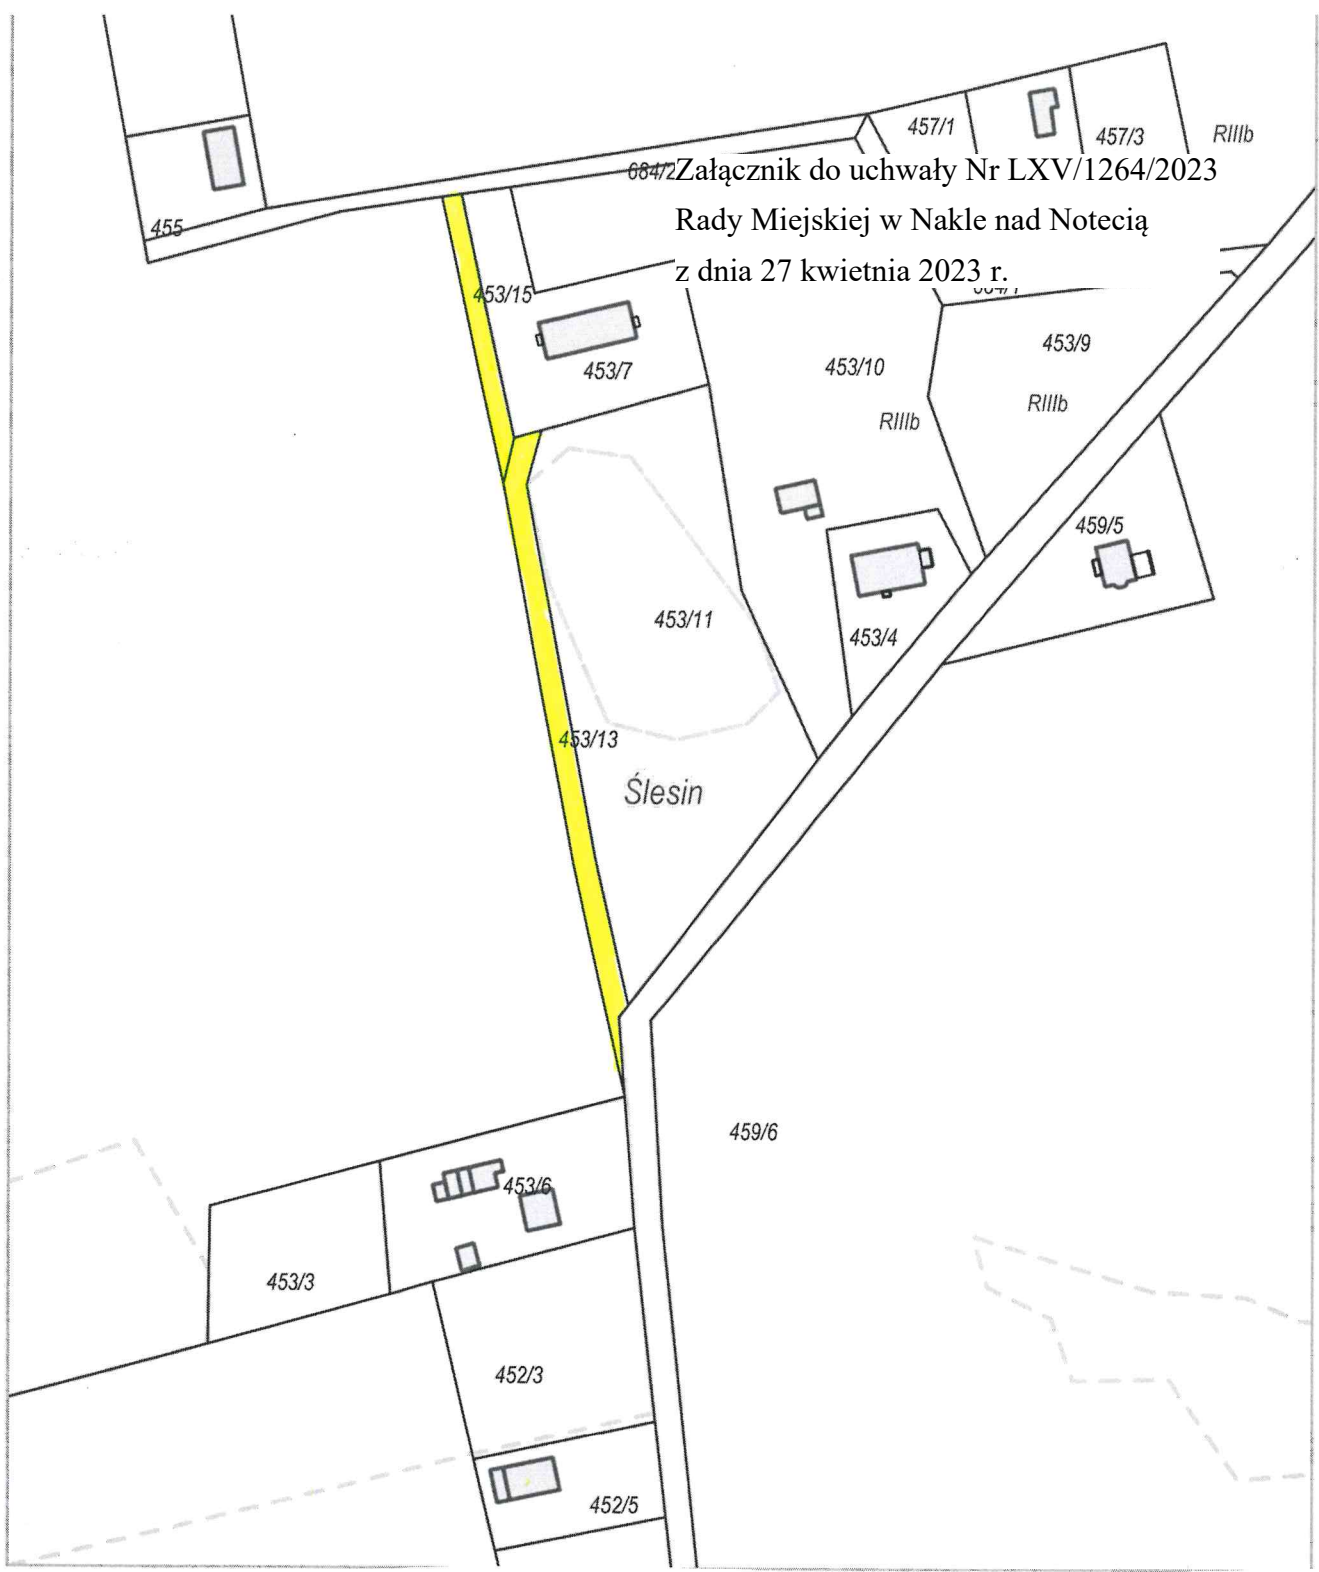 457/1
457/3
RIIIb
684/2
Załącznik do uchwały Nr LXV/1264/2023
Rady Miejskiej w Nakle nad Notecią
z dnia 27 kwietnia 2023 r.
455
453/15
453/9
453/10
453/7
RIIIb
RIIIb
459/5
453/11
453/4
453/13
Ślesin
459/6
453/6
453/3
452/3
452/5